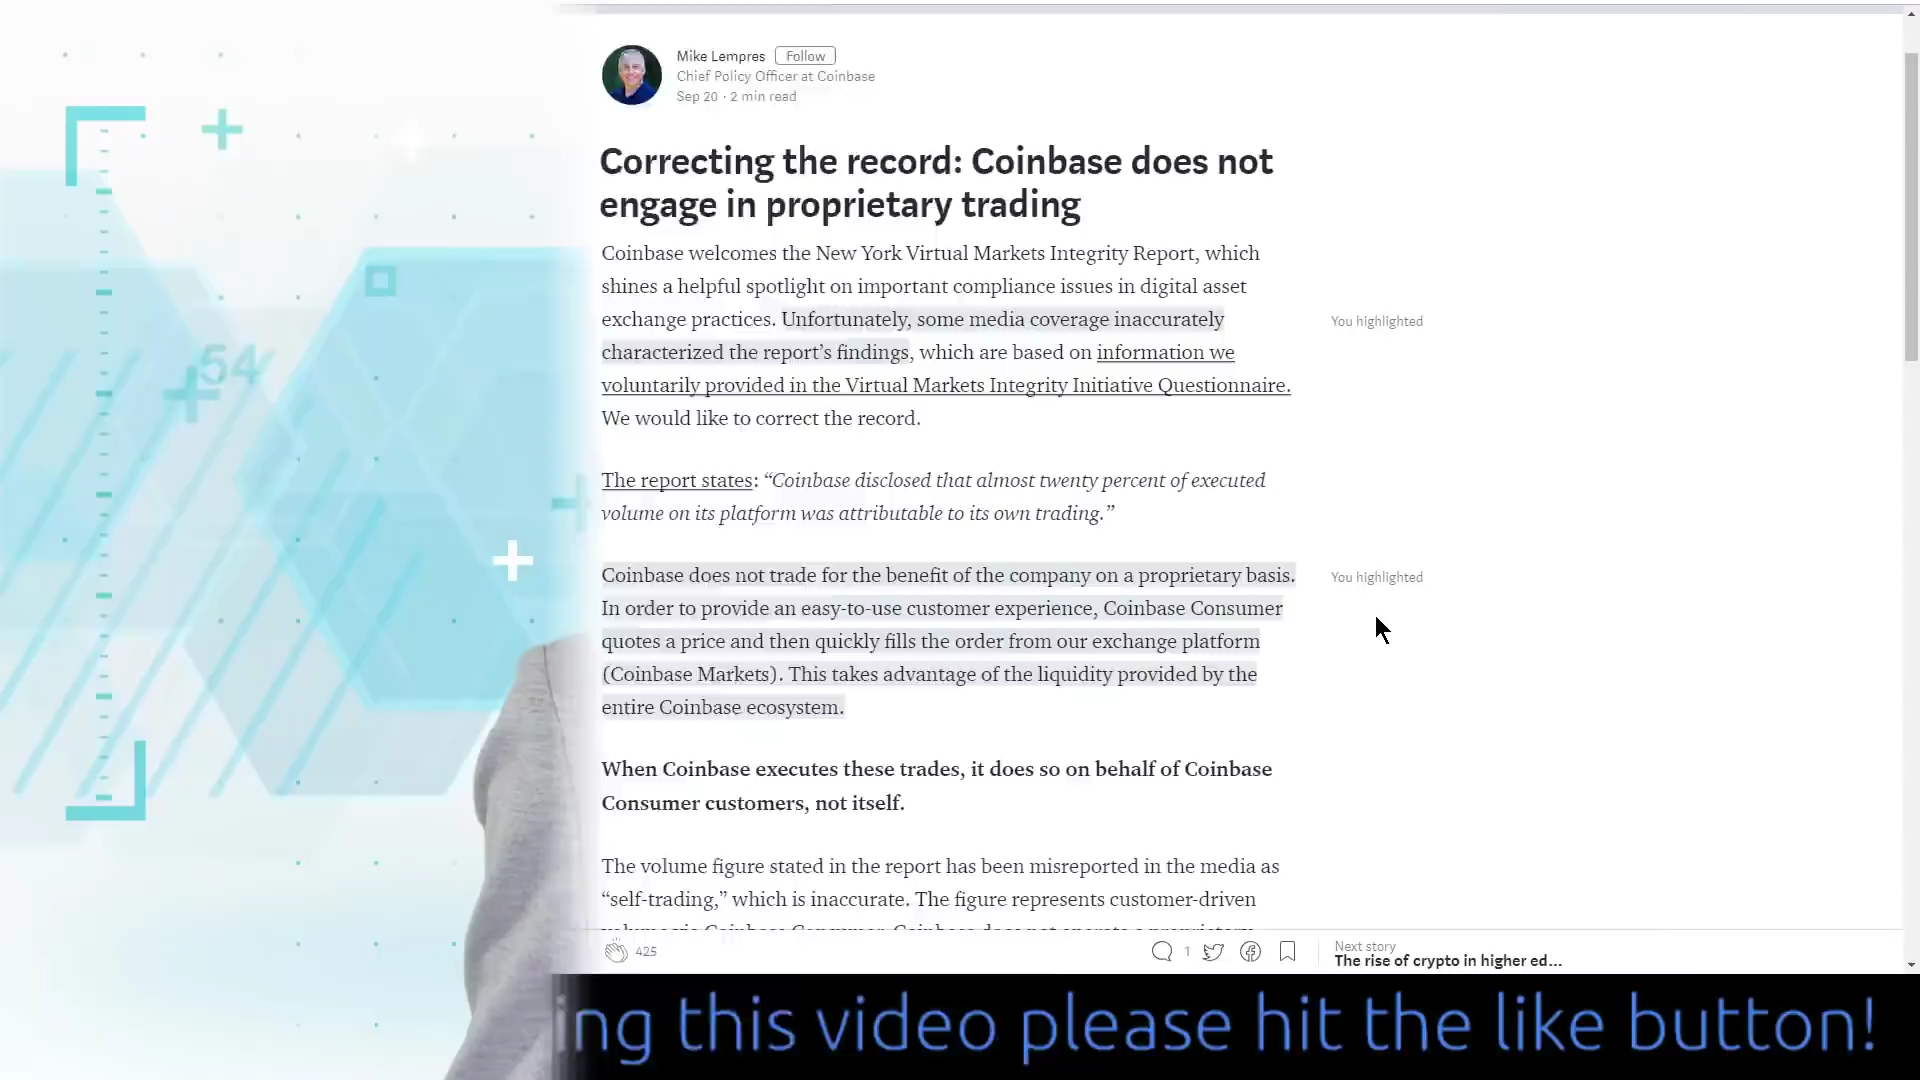 Mike Lempres Follow
Chief Policy Officer at Coinbase
Sep 20 · 2 min read
Correcting the record: Coinbase does not
engage in proprietary trading
Coinbase welcomes the New York Virtual Markets Integrity Report, which
shines a helpful spotlight on important compliance issues in digital asset
exchange practices. Unfortunately, some media coverage inaccurately
You highlighted
characterized the report’s findings, which are based on information we
voluntarily provided in the Virtual Markets Integrity Initiative Questionnaire.
We would like to correct the record.
54
The report states: “Coinbase disclosed that almost twenty percent of executed
volume on its platform was attributable to its own trading.”
Coinbase does not trade for the benefit of the company on a proprietary basis.
You highlighted
In order to provide an easy-to-use customer experience, Coinbase Consumer
quotes a price and then quickly fills the order from our exchange platform
(Coinbase Markets). This takes advantage of the liquidity provided by the
entire Coinbase ecosystem.
When Coinbase executes these trades, it does so on behalf of Coinbase
Consumer customers, not itself.
The volume figure stated in the report has been misreported in the media as
“self-trading,” which is inaccurate. The figure represents customer-driven
425
1
Next story
The rise of crypto in higher ed...
ing this video please hit the like button!